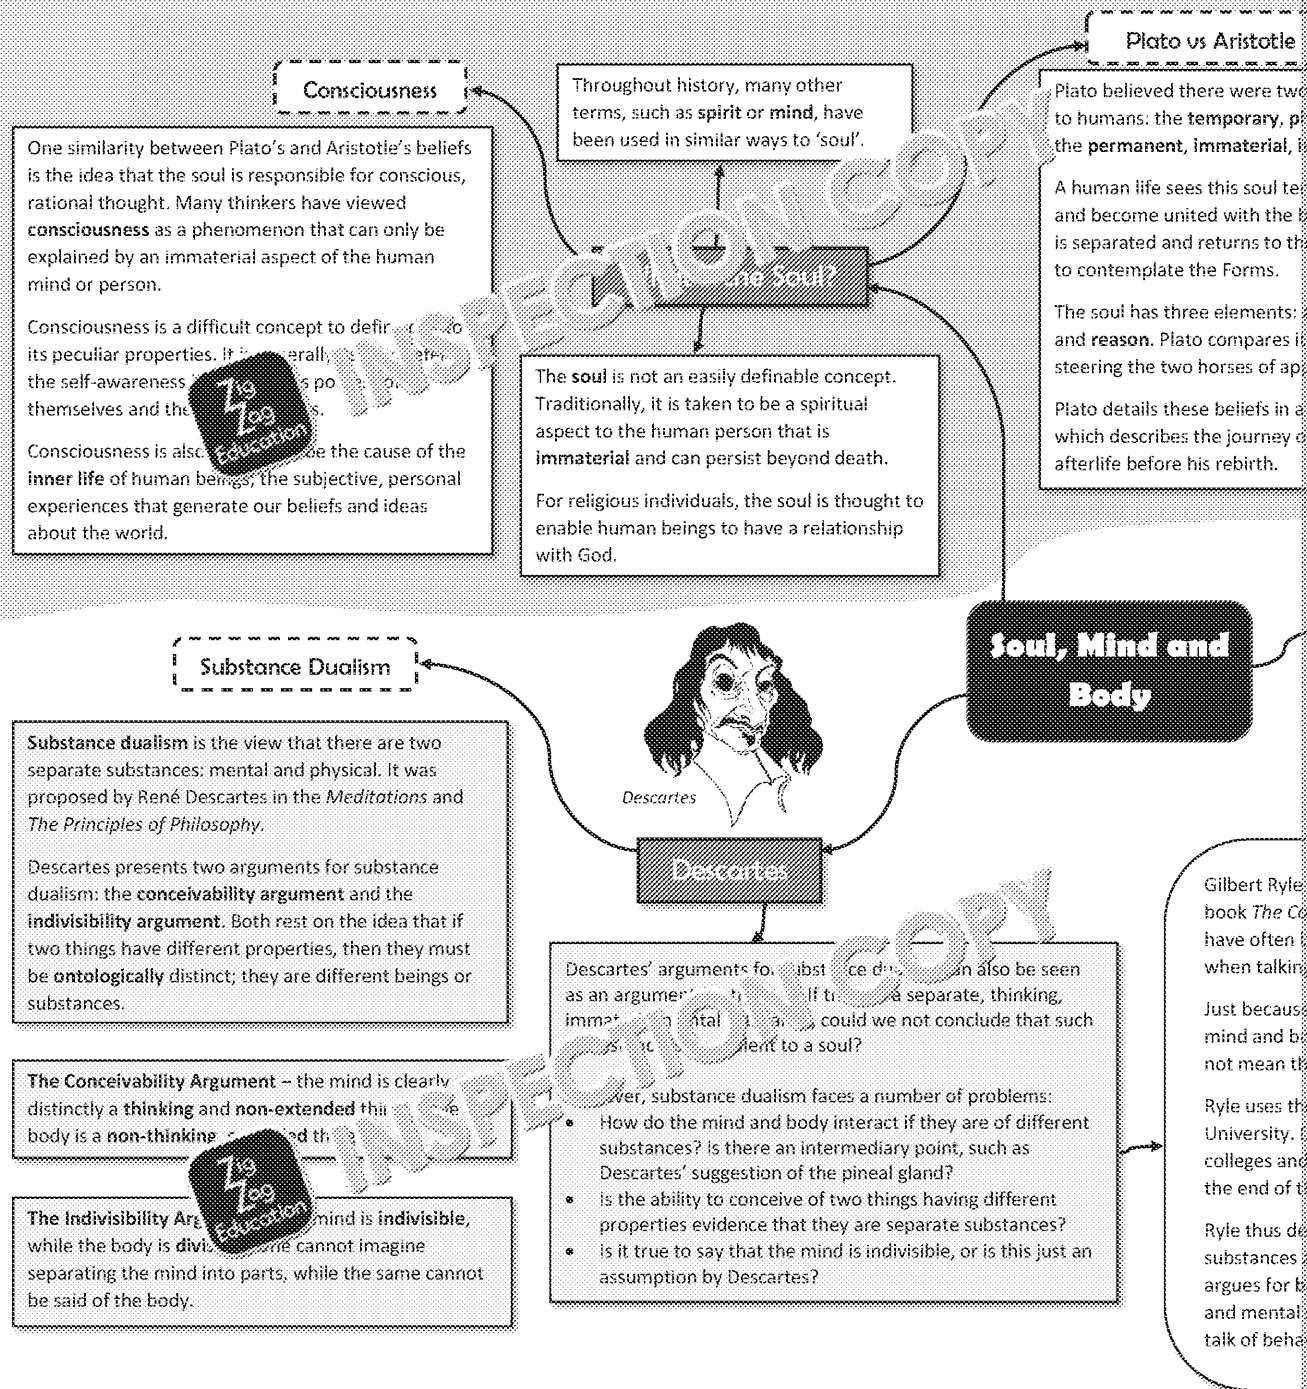 Plato vs Aristotle
Consciousness
Throughout history, many other
terms, such as spirit or mind, have
been used in similar ways to 'soul'.
Plato believed there were two
to humans: the temporary,
the permanent, immaterial,
One similarity between Plato's and Aristotle's beliefs
is the idea that the soul is responsible for conscious,
rational thought. Many thinkers have viewed
consciousness as a phenomenon that can only be
explained by an immaterial aspect of the human
mind or person.
Consciousness is a difficult concept to
its peculiar properties. It
the self-awareness
themselves and
Consciousness is be the cause of the
inner life of human beings; the subjective, personal
experiences that generate our beliefs and ideas
about the world.
A human life sees this soul
and become united with the
is separated and returns to
to contemplate the Forms.
The soul has three elements:
and reason. Plato compares
steering the two horses of
Plato details these beliefs in a
which describes the journey
afterlife before his rebirth.
the Soul?
The soul is not an easily definable concept.
Traditionally, it is taken to be a spiritual
aspect to the human person that is
immaterial and can persist beyond death.
For religious individuals, the soul is thought to
enable human beings to have a relationship
with God.
INSPECTION COPY
Zig
Zag
Education
Soul, Mind and
Body
Substance Dualism
Descartes
Substance dualism is the view that there are two
separate substances: mental and physical. It was
proposed by René Descartes in the Meditations and
The Principles of Philosophy.
Descartes presents two arguments for substance
dualism: the conceivability argument and the
indivisibility argument. Both rest on the idea that if
two things have different properties, then they must
be ontologically distinct; they are different beings or
substances.
Descartes
The Conceivability Argument – the mind is clearly
distinctly a thinking and non-extended
body is a non-thinking,
The Indivisibility mind is indivisible,
while the body is cannot imagine
separating the mind into parts, while the same cannot
be said of the body.
Descartes' arguments for can also be seen
as an argument a separate, thinking,
could we not conclude that such
to a soul?
substance dualism faces a number of problems:
• How do the mind and body interact if they are of different
substances? Is there an intermediary point, such as
Descartes' suggestion of the pineal gland?
• Is the ability to conceive of two things having different
properties evidence that they are separate substances?
• Is it true to say that the mind is indivisible, or is this just an
assumption by Descartes?
INSPECTION COPY
Zig
Zag
Education
Gilbert Ryle
book The
have often
when talking
Just because
mind and
not mean
Ryle uses
University.
colleges and
the end of
Ryle thus
substances
argues for
and mental
talk of